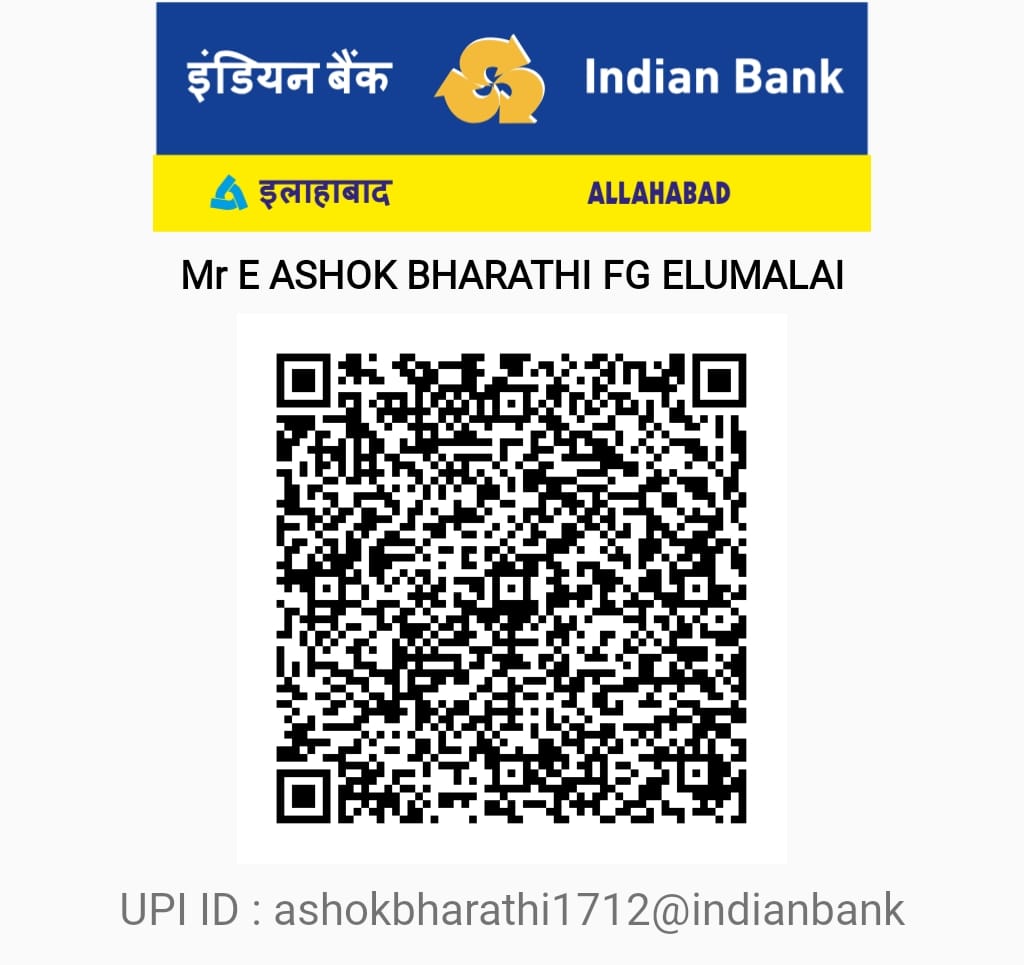 इंडियन बैंक Indian Bank
इलाहाबाद ALLAHABAD
Mr E ASHOK BHARATHI FG ELUMALAI
UPI ID : ashokbharathi1712@indianbank